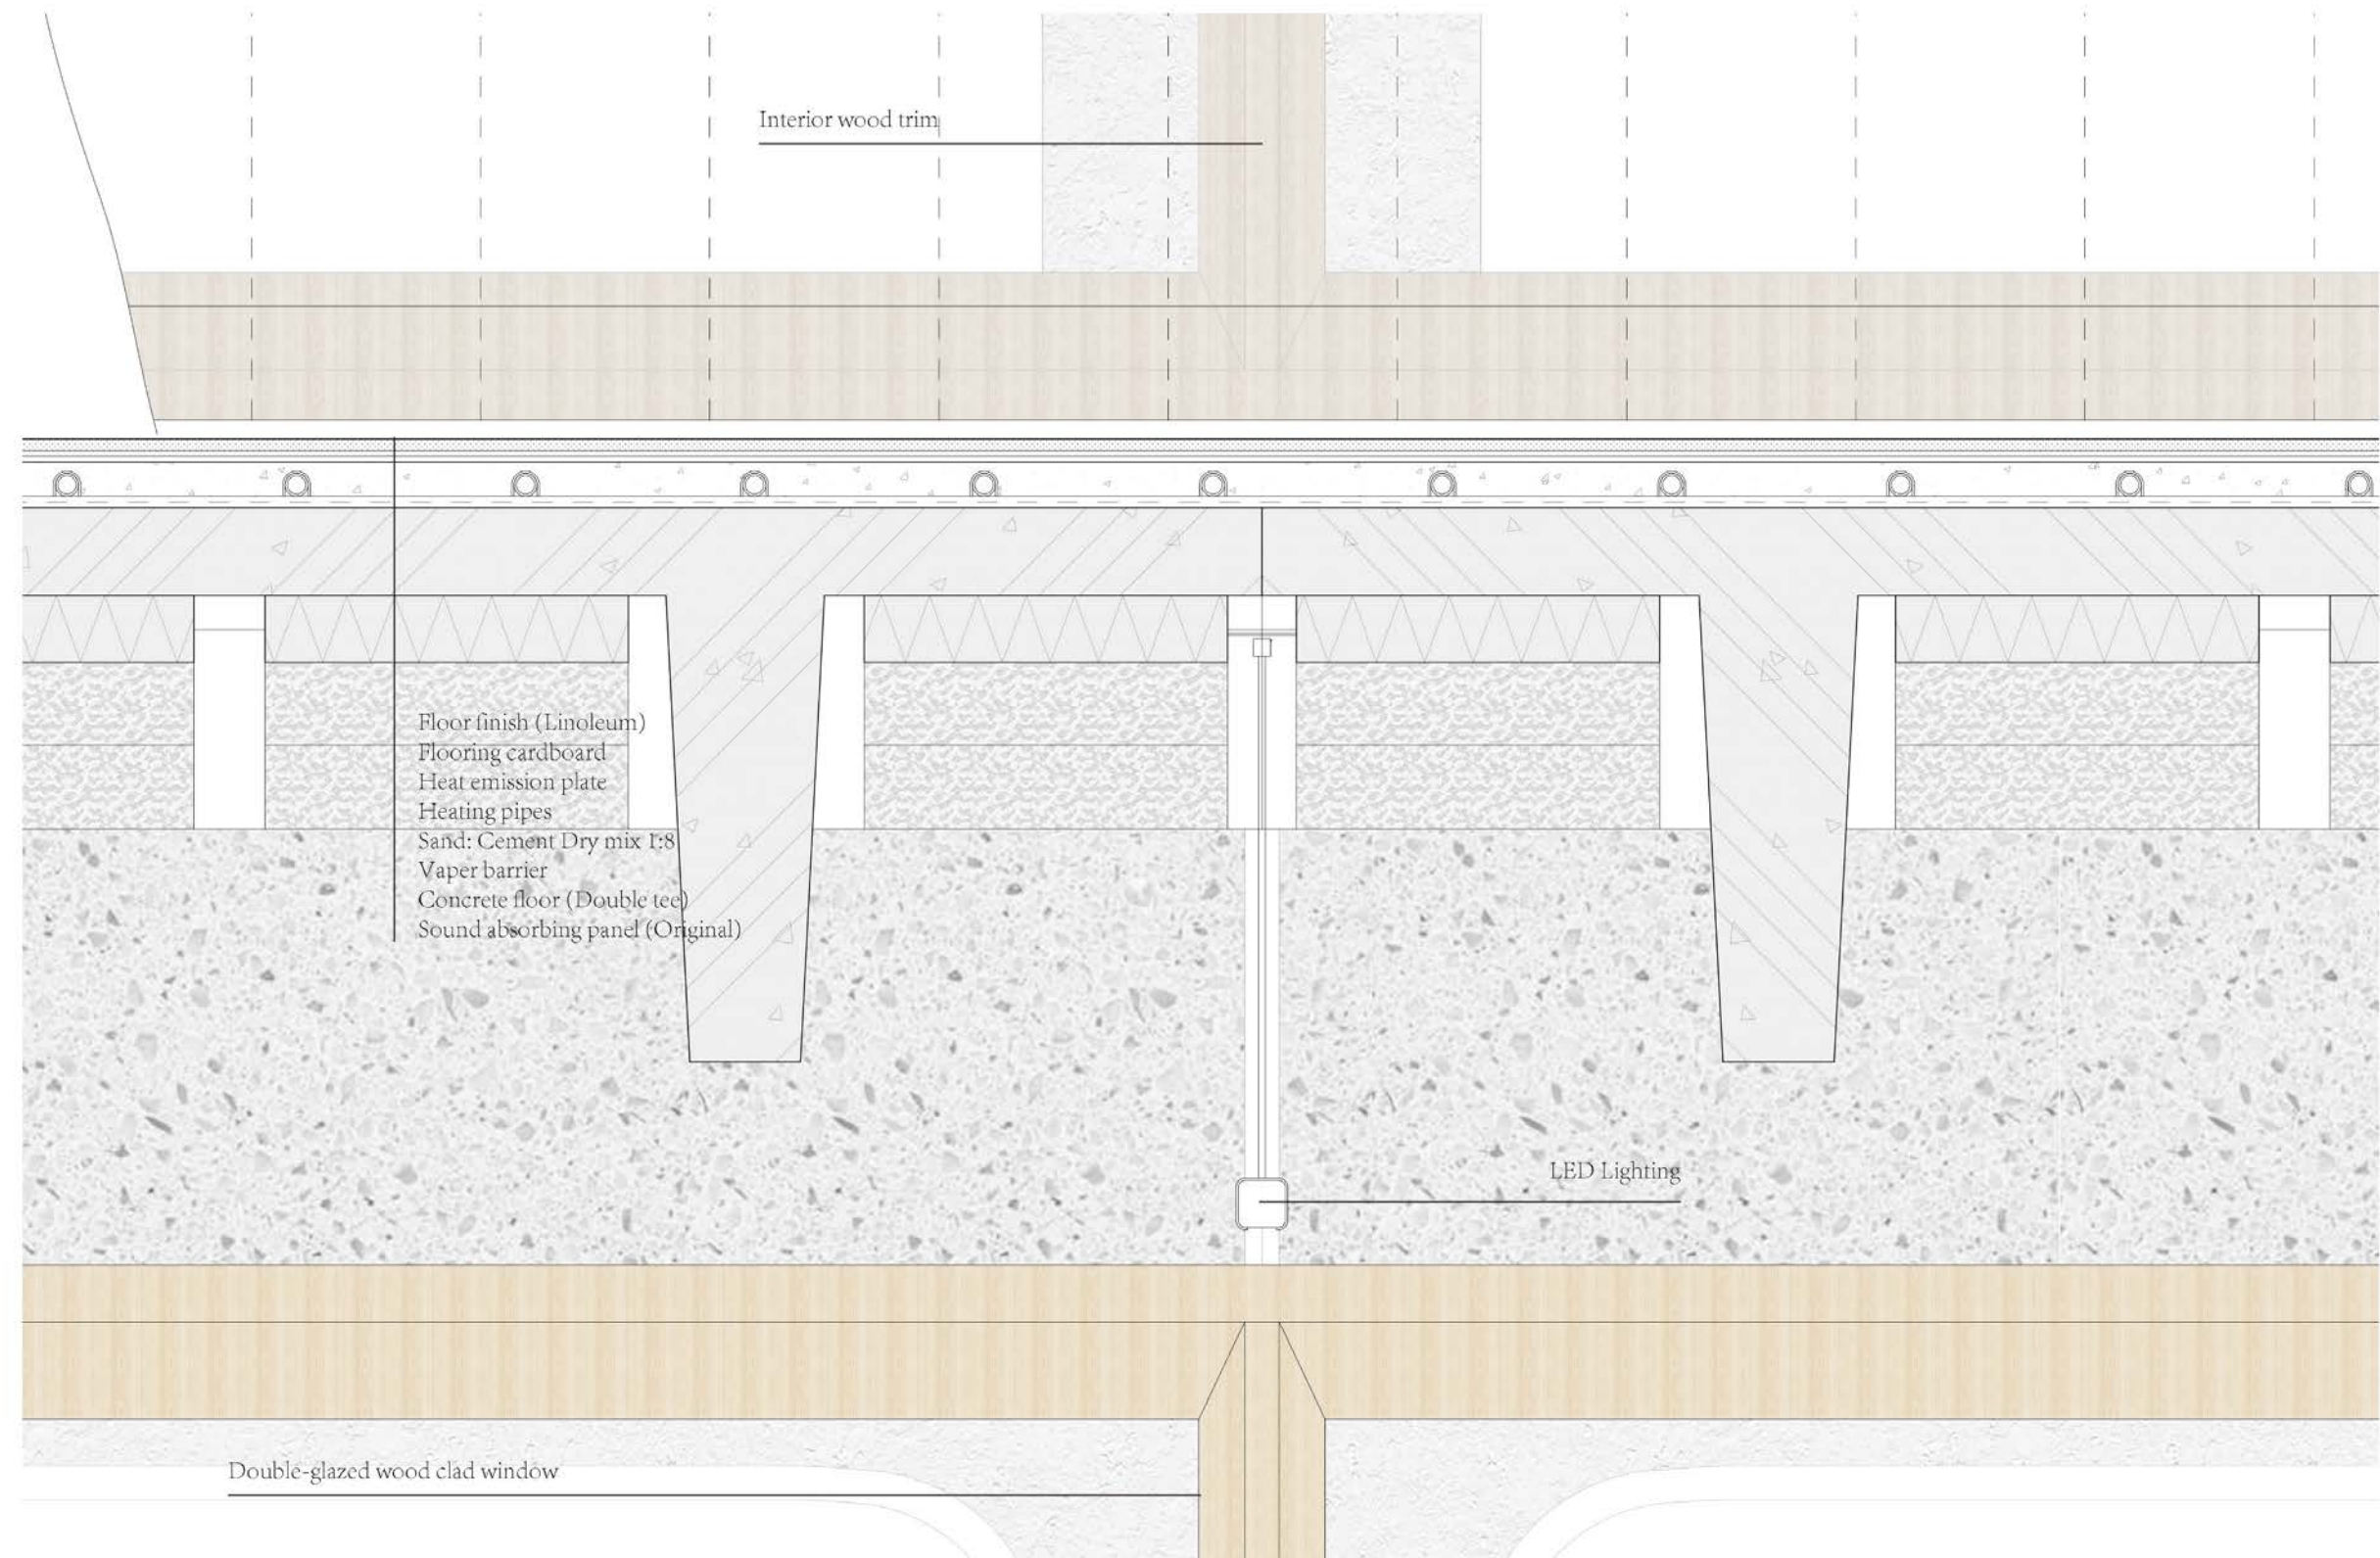 Interior wood trim
Floor finish (Linoleum)
Flooring cardboard
Heat emission plate
Heating pipes
Sand: Cement Dry mix 1:8
Vaper barrier
Concrete floor (Double tee)
Sound absorbing panel (Original)
LED Lighting
Double-glazed wood clad window